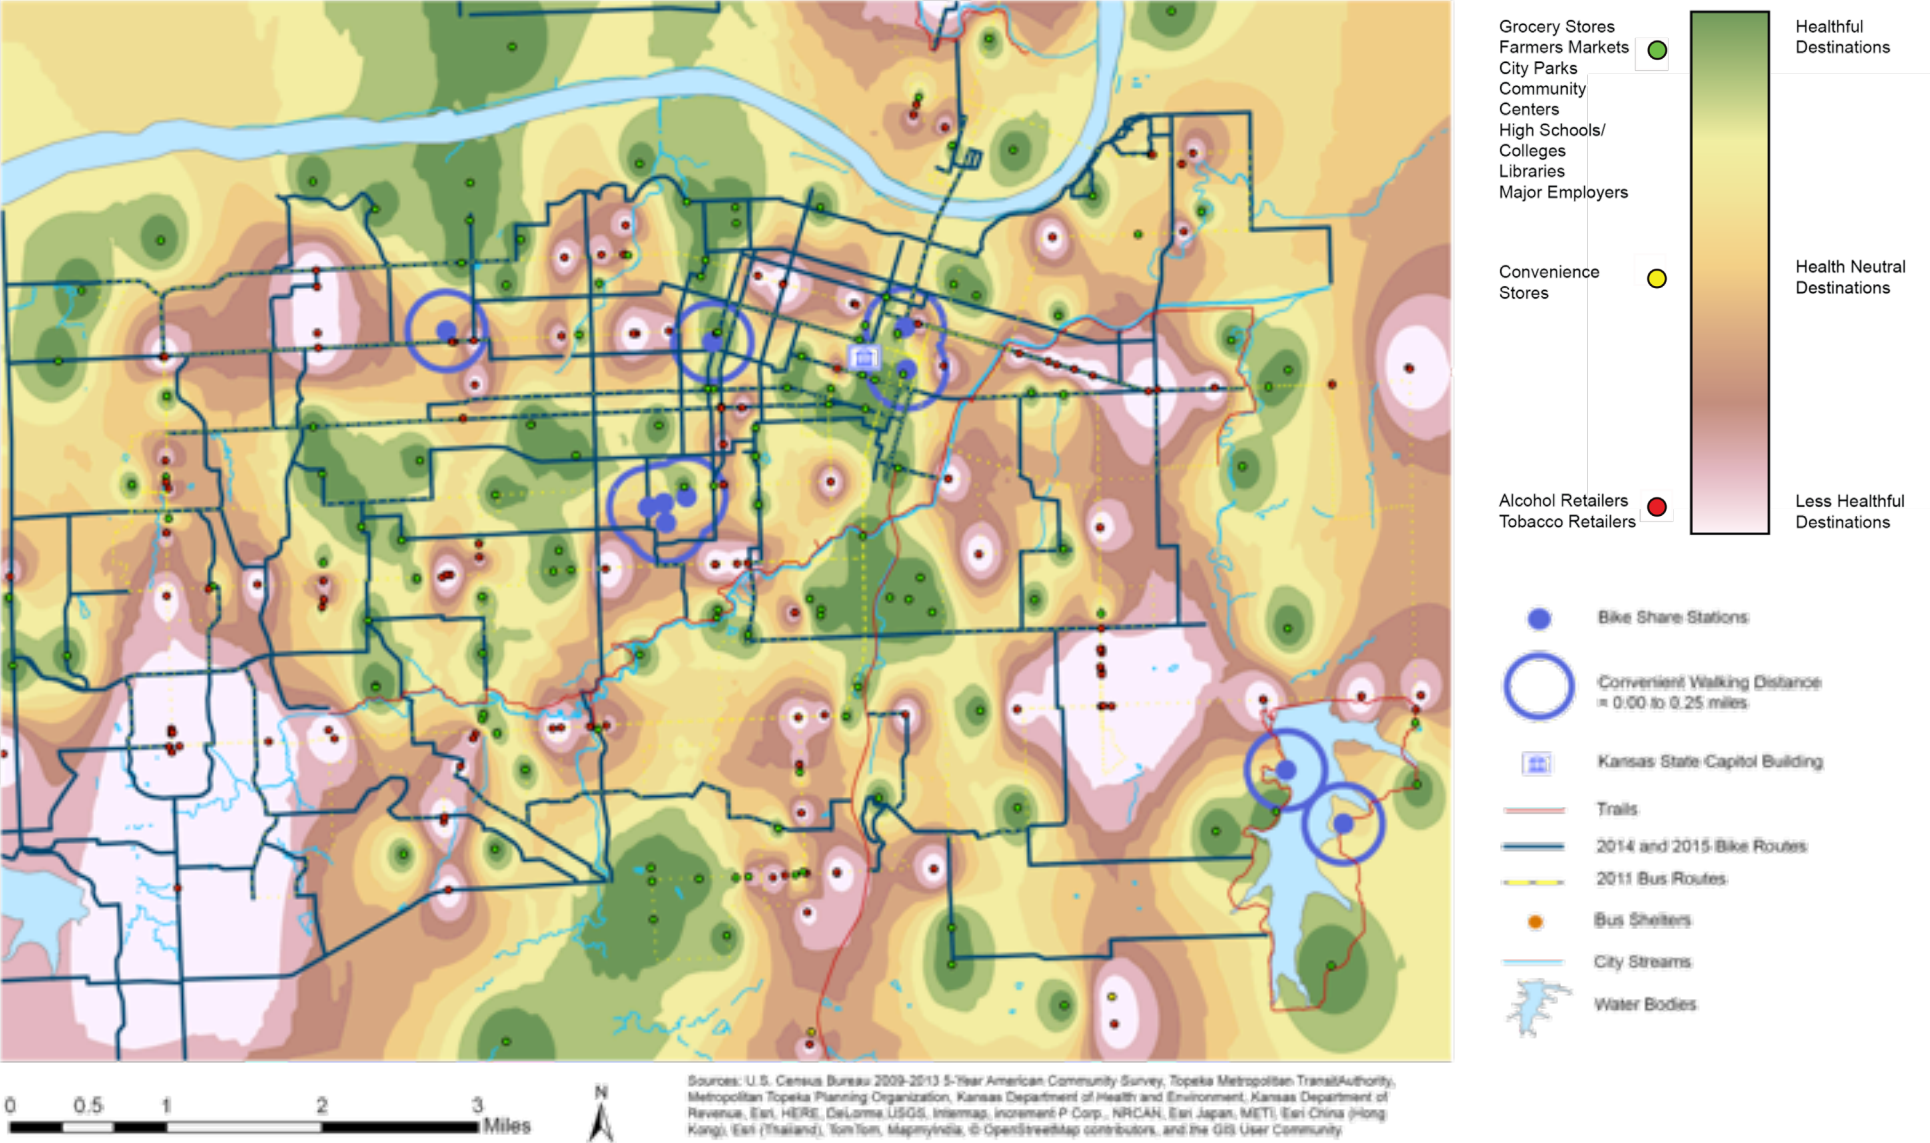 Grocery Stores
Farmers Markets
City Parks
Community
Centers
High Schools/
Colleges
Libraries
Major Employers
Healthful
Destinations
Convenience
Stores
Health Neutral
Destinations
Alcohol Retailers
Tobacco Retailers
Less Healthful
Destinations
Bike Share Stations
Convenient Walking Distance
= 0.00 to 0.25 miles
Kansas State Capitol Building
Trails
2014 and 2015 Bike Routes
2011 Bus Routes
Bus Shelters
City Streams
Water Bodies
0 0.5 1 2 3
Miles
N
Sources: U.S. Census Bureau 2009-2013 5-Year American Community Survey, Topeka Metropolitan TransitAuthority,
Metropolitan Topeka Planning Organization, Kansas Department of Health and Environment, Kansas Department of
Revenue, Esri, HERE, DeLorme, USGS, Intermap, increment P Corp., NRCAN, Esri Japan, METI, Esri China (Hong
Kong), Esri (Thailand), TomTom, MapmyIndia, © OpenStreetMap contributors, and the GIS User Community